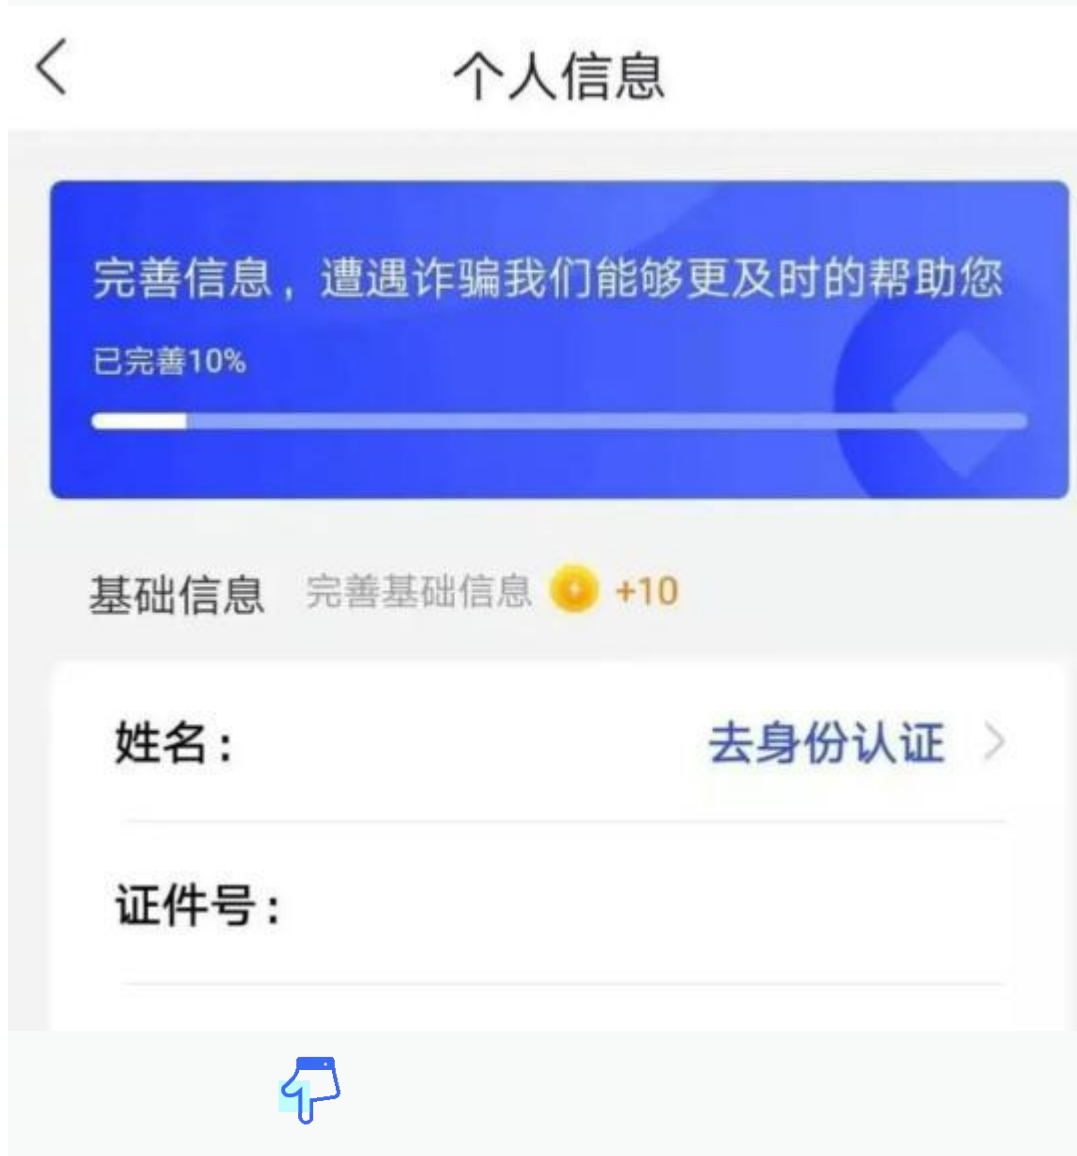 个人信息
完善信息，遭遇诈骗我们能够更及时的帮助您
已完善10%
基础信息 完善基础信息 +10
姓名： 去身份认证
证件号：